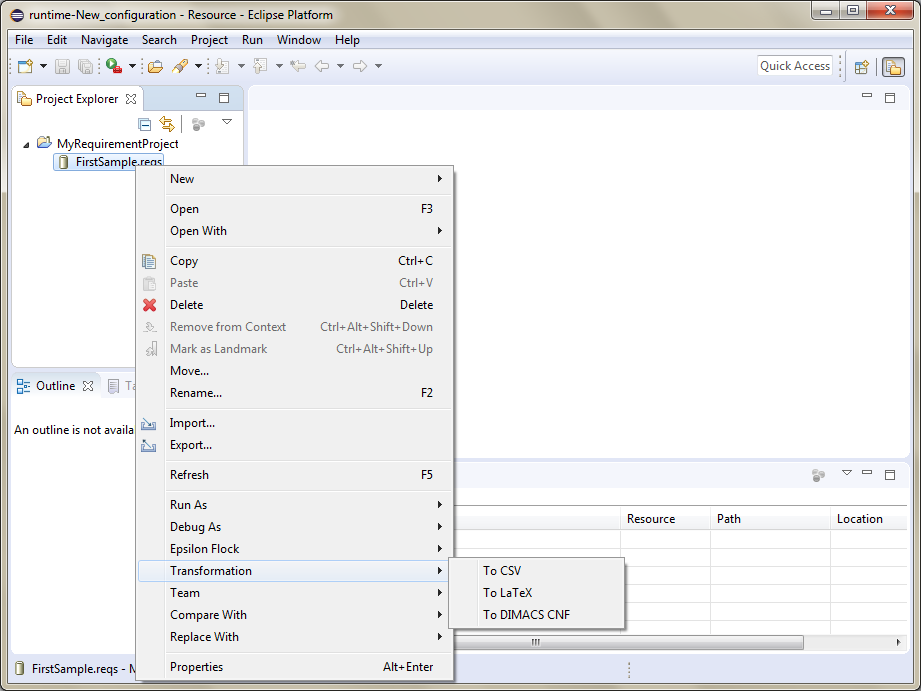 runtime-New_configuration - Resource - Eclipse Platform
File Edit Navigate Search Project Run Window Help
Quick Access
Project Explorer
MyRequirementProject
FirstSample.reqs
New
Open F3
Open With
Copy Ctrl+C
Paste Ctrl+V
Delete Delete
Remove from Context Ctrl+Alt+Shift+Down
Mark as Landmark Ctrl+Alt+Shift+Up
Move...
Rename... F2
Import...
Export...
Refresh F5
Run As
Debug As
Epsilon Flock
Transformation
Team
Compare With
Replace With
Properties Alt+Enter
To CSV
To LaTeX
To DIMACS CNF
Outline
An outline is not
Resource Path Location
FirstSample.reqs -